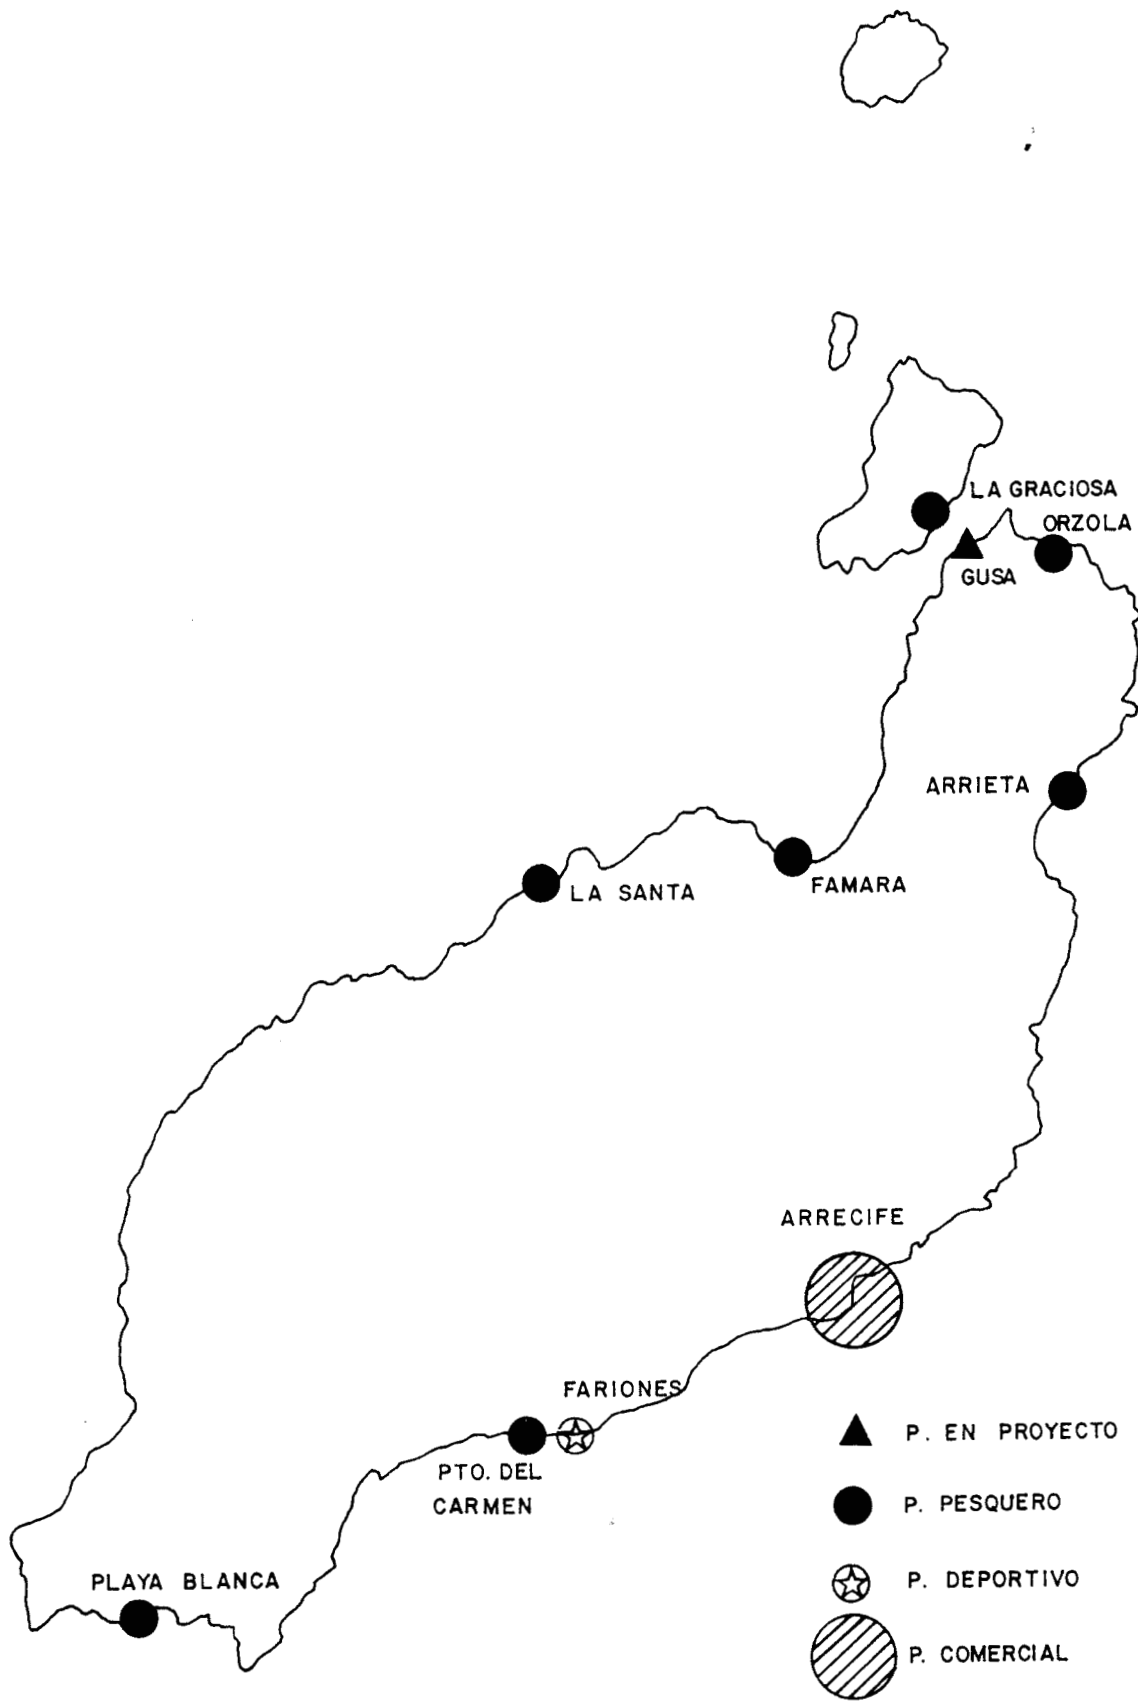 LA GRACIOSA
ORZOLA
GUSA
ARRIETA
FAMARA
LA SANTA
ARRECIFE
FARIONES
PTO. DEL
CARMEN
PLAYA BLANCA
P. EN PROYECTO
P. PESQUERO
P. DEPORTIVO
P. COMERCIAL